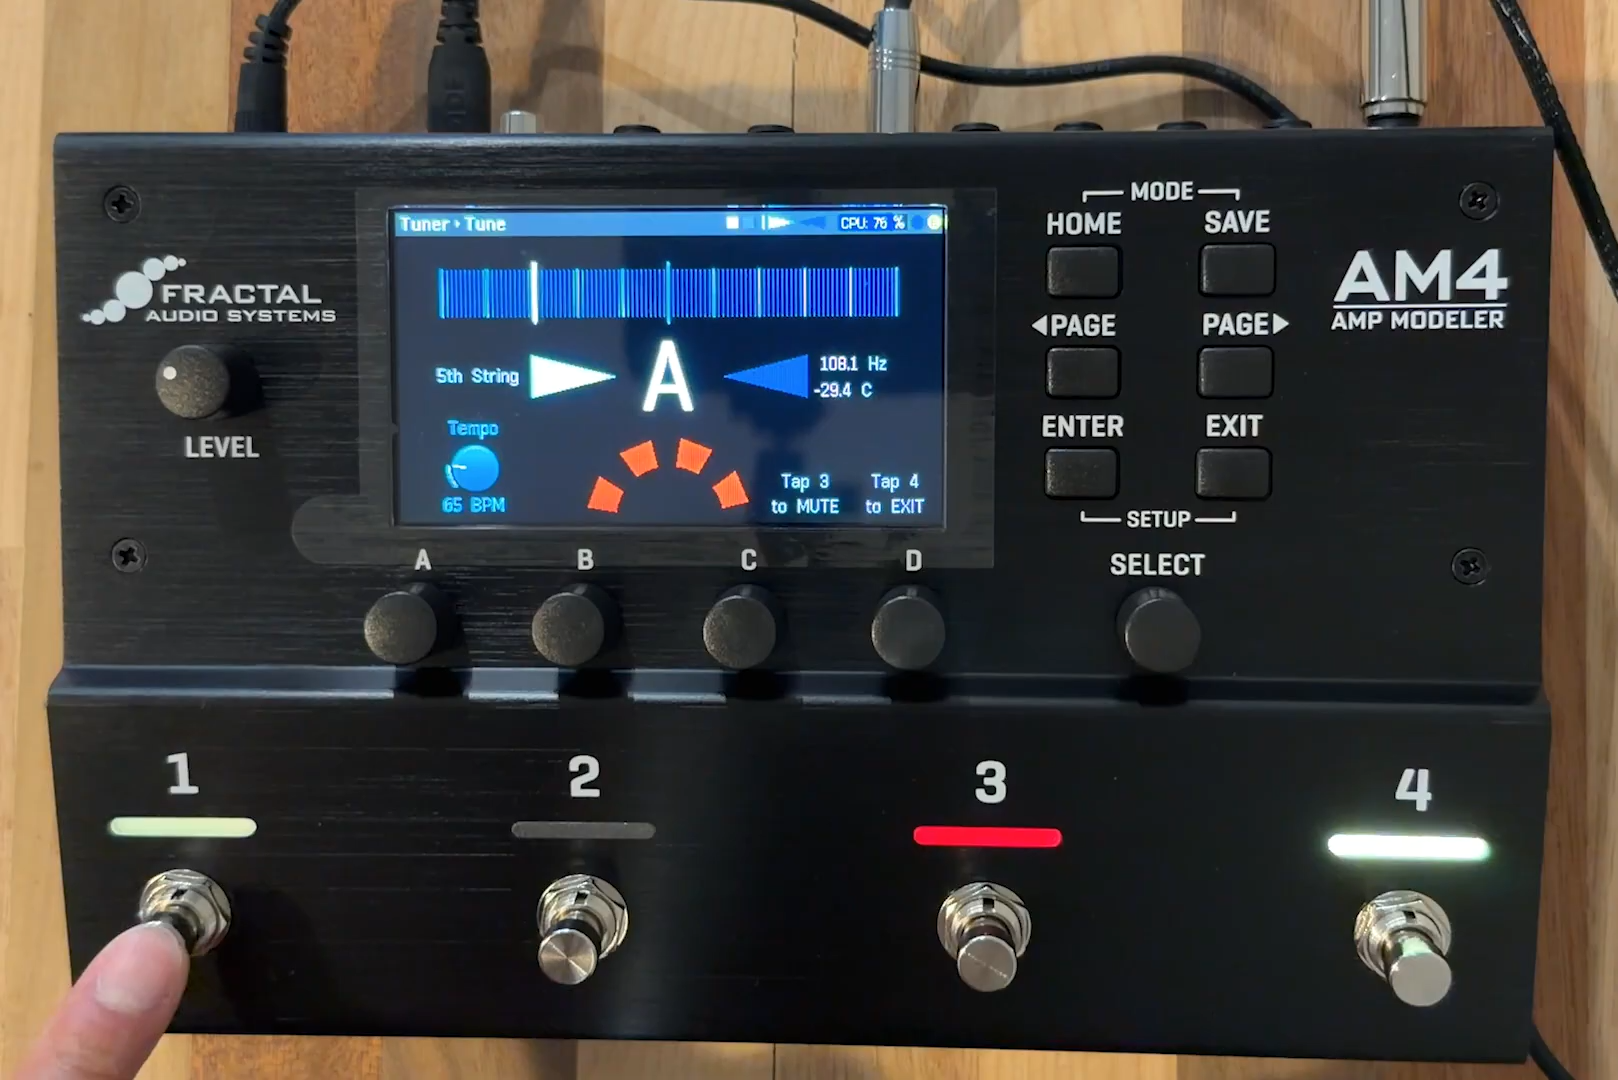 MODE
HOME
SAVE
◀PAGE
PAGE▶
ENTER
EXIT
SETUP
SELECT
FRACTAL
AUDIO SYSTEMS
LEVEL
AM4
AMP MODELER
Tuner▸Tune
CPU: 76 %
5th String
A
108.1 Hz
-29.4 C
Tempo
65 BPM
Tap 3
to MUTE
Tap 4
to EXIT
A
B
C
D
1
2
3
4